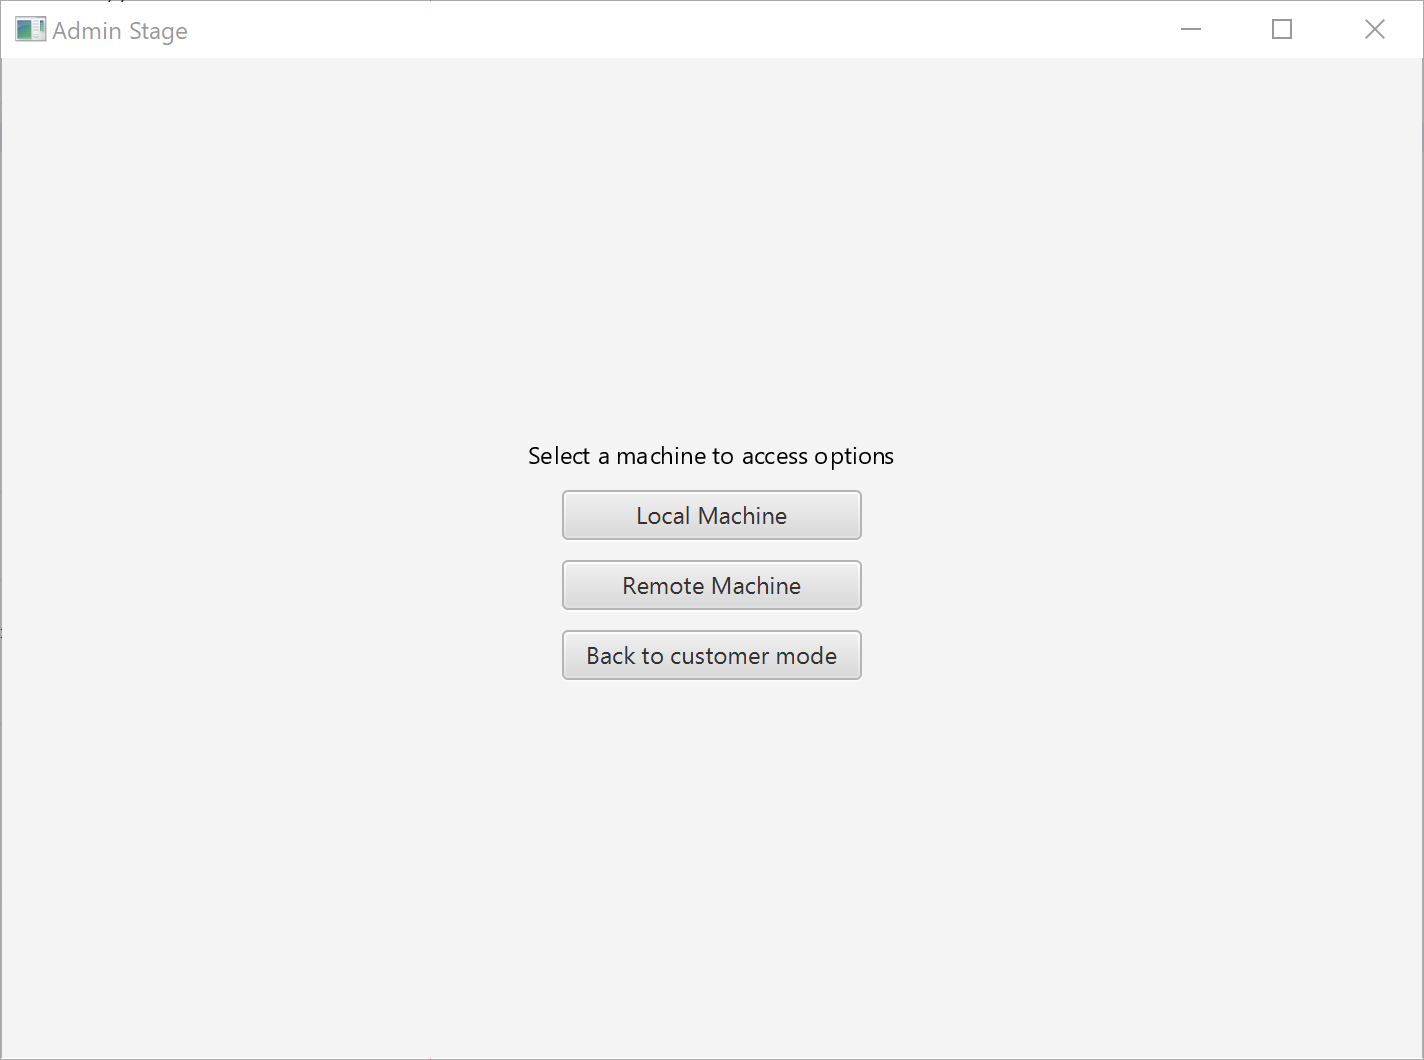 Admin Stage
Select a machine to access options
Local Machine
Remote Machine
Back to customer mode